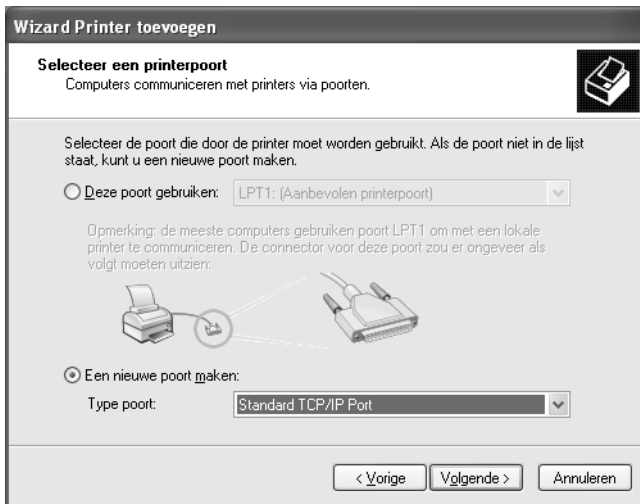 Wizard Printer toevoegen
Selecteer een printerpoort
Computers communiceren met printers via poorten.
Selecteer de poort die door de printer moet worden gebruikt. Als de poort niet in de lijst
staat, kunt u een nieuwe poort maken.
Deze poort gebruiken: LPT1: (Aanbevolen printerpoort)
Opmerking: de meeste computers gebruiken poort LPT1 om met een lokale
printer te communiceren. De connector voor deze poort zou er ongeveer als
volgt moeten uitzien:
Een nieuwe poort maken:
Type poort: Standard TCP/IP Port
< Vorige Volgende > Annuleren